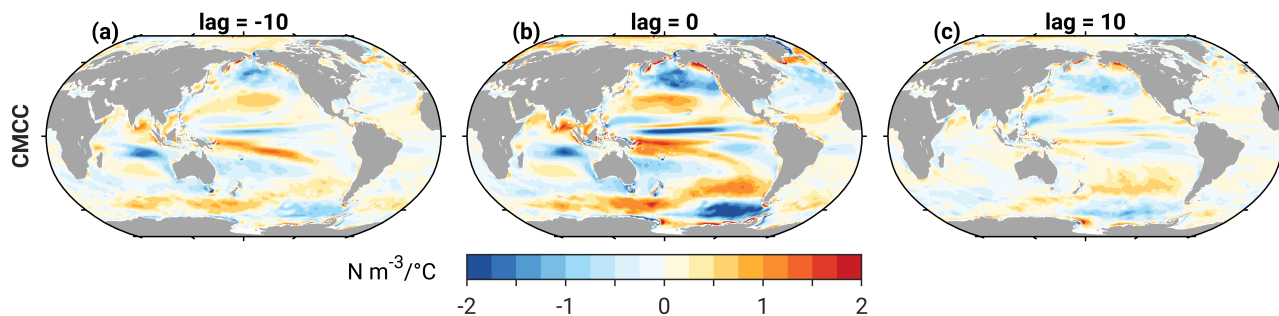 (a) lag = -10
(b) lag = 0
(c) lag = 10
CMCC
N m-3/°C
-2 -1 0 1 2